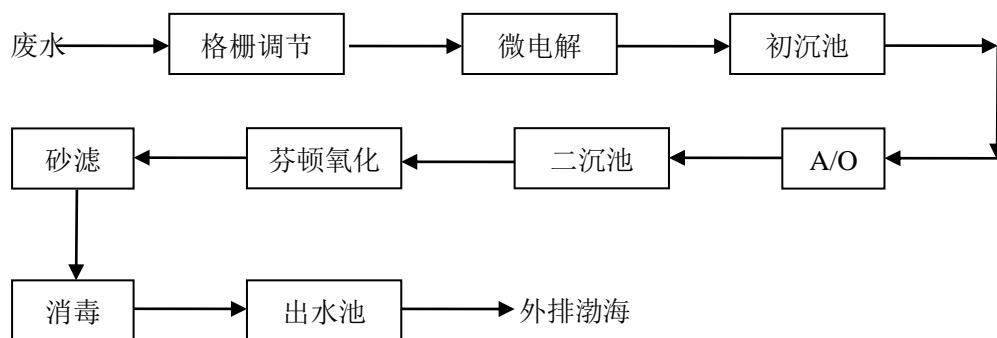 废水
格栅调节
微电解
初沉池
A/O
二沉池
芬顿氧化
砂滤
消毒
出水池
外排渤海